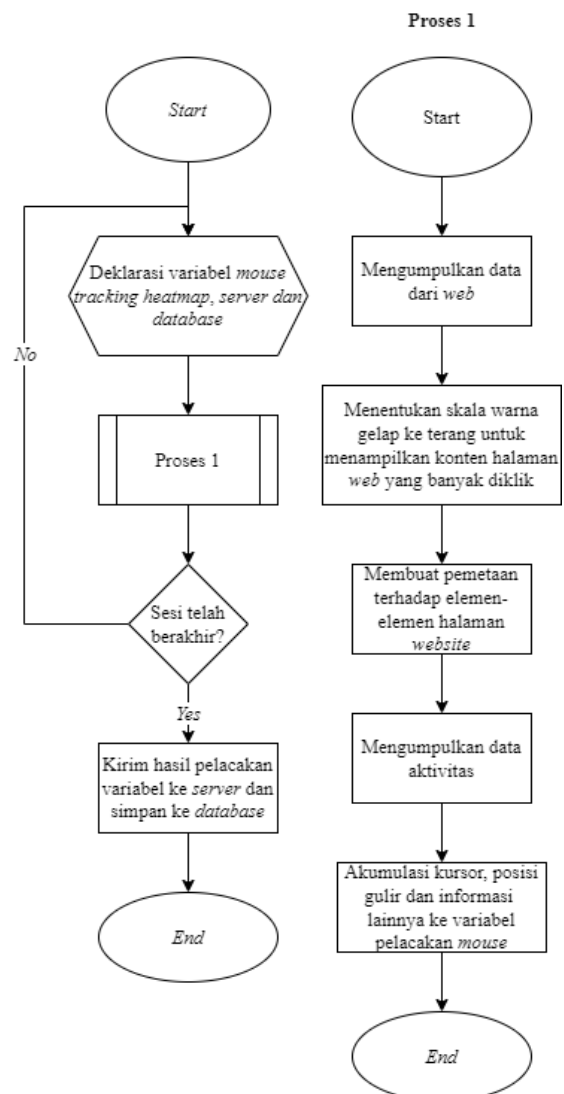 Proses 1
Start
Deklarasi variabel mouse
tracking heatmap, server dan
database
No
Proses 1
Sesi telah
berakhir?
Yes
Kirim hasil pelacakan
variabel ke server dan
simpan ke database
End
Start
Mengumpulkan data
dari web
Menentukan skala warna
gelap ke terang untuk
menampilkan konten halaman
web yang banyak diklik
Membuat pemetaan
terhadap elemen-
elemen halaman
website
Mengumpulkan data
aktivitas
Akumulasi kursor, posisi
gulir dan informasi
lainnya ke variabel
pelacakan mouse
End